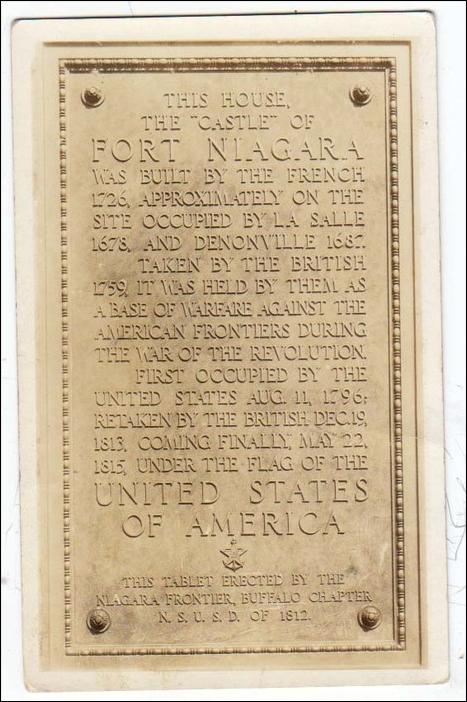 THIS HOUSE,
THE "CASTLE" OF
FORT NIAGARA
WAS BUILT BY THE FRENCH
1726, APPROXIMATELY ON THE
SITE OCCUPIED BY LA SALLE
1678, AND DENONVILLE 1687.
TAKEN BY THE BRITISH
1759, IT WAS HELD BY THEM AS
A BASE OF WARFARE AGAINST THE
AMERICAN FRONTIERS DURING
THE WAR OF THE REVOLUTION.
FIRST OCCUPIED BY THE
UNITED STATES AUG. 11, 1796;
RETAKEN BY THE BRITISH DEC. 19,
1813, COMING FINALLY, MAY 22,
1815, UNDER THE FLAG OF THE
UNITED STATES
OF AMERICA
THIS TABLET ERECTED BY THE
NIAGARA FRONTIER, BUFFALO CHAPTER
N. S. U. S. D. OF 1812.